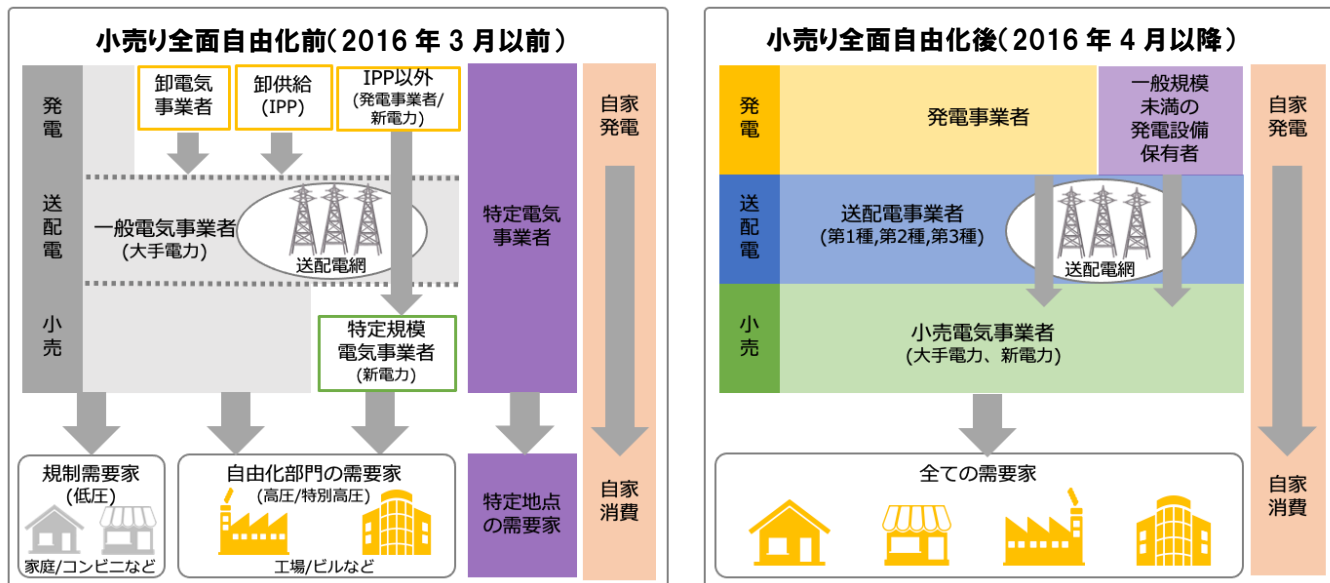 小売り全面自由化前(2016年3月以前)
発電
送配電
小売
卸電気
事業者
卸供給
(IPP)
IPP以外
(発電事業者/
新電力)
一般電気事業者
(大手電力)
送配電網
特定規模
電気事業者
(新電力)
特定電気
事業者
自家
発電
規制需要家
(低圧)
家庭/コンビニなど
自由化部門の需要家
(高圧/特別高圧)
工場/ビルなど
特定地点
の需要家
自家
消費
小売り全面自由化後(2016年4月以降)
発電
送配電
小売
発電事業者
一般規模
未満の
発電設備
保有者
送配電事業者
(第1種,第2種,第3種)
送配電網
小売電気事業者
(大手電力、新電力)
自家
発電
全ての需要家
自家
消費